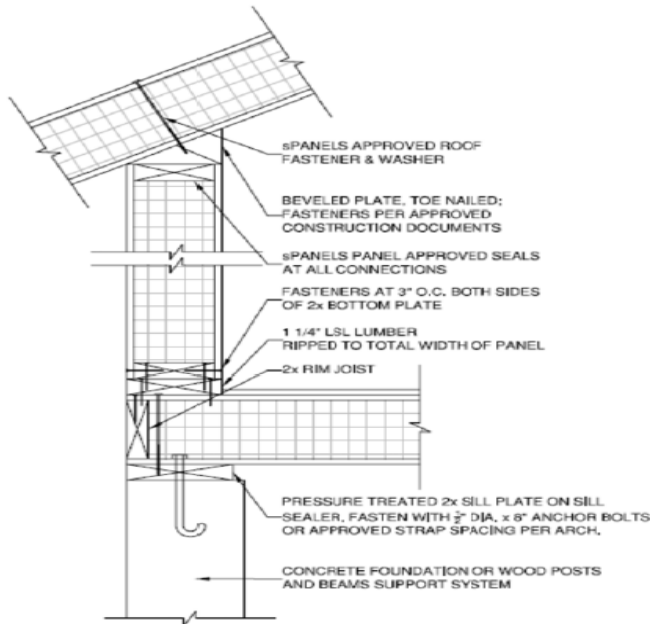 sPANELS APPROVED ROOF
FASTENER & WASHER
BEVELED PLATE, TOE NAILED;
FASTENERS PER APPROVED
CONSTRUCTION DOCUMENTS
sPANELS PANEL APPROVED SEALS
AT ALL CONNECTIONS
FASTENERS AT 3" O.C. BOTH SIDES
OF 2x BOTTOM PLATE
1 1/4" LSL LUMBER
RIPPED TO TOTAL WIDTH OF PANEL
2x RIM JOIST
PRESSURE TREATED 2x SILL PLATE ON SILL
SEALER, FASTEN WITH ½" DIA. x 8" ANCHOR BOLTS
OR APPROVED STRAP SPACING PER ARCH.
CONCRETE FOUNDATION OR WOOD POSTS
AND BEAMS SUPPORT SYSTEM